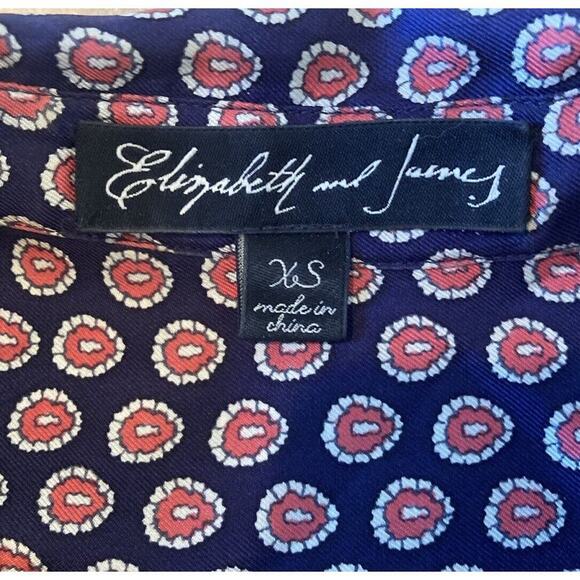 Elizabeth and James
XS
made in
china